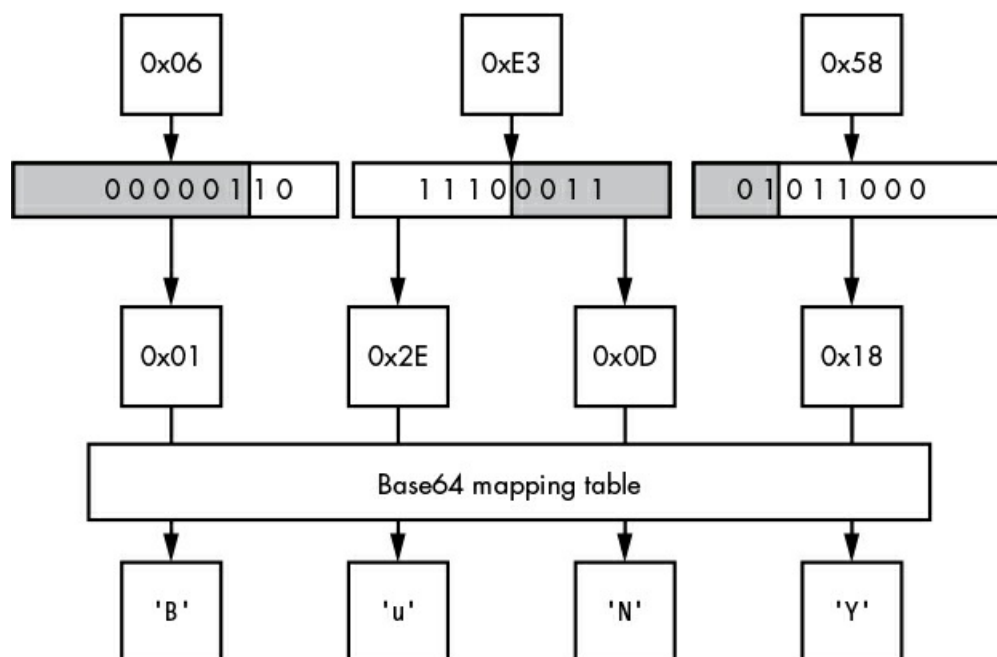 0x06 0xE3 0x58
0 0 0 0 0 1 1 0 1 1 1 0 0 0 1 1 0 1 0 1 1 0 0 0
0x01 0x2E 0x0D 0x18
Base64 mapping table
'B' 'u' 'N' 'Y'